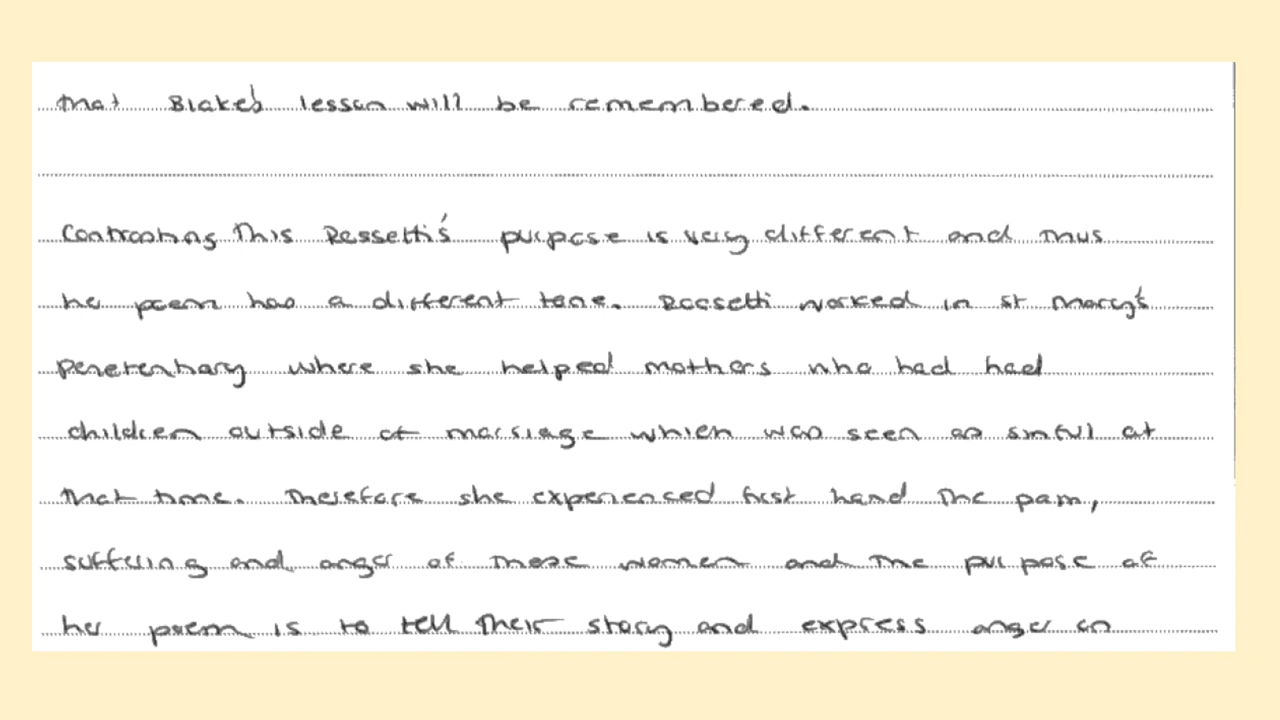 that Blake's lesson will be remembered.
Contrasting this Rossetti's purpose is very different and thus
her poem has a different tone. Rossetti worked in St Mary's
Penetentiary where she helped mothers who had had
children outside of marriage which was seen as sinful at
that time. Therefore she experienced first hand the pain,
suffering and anger of these women and the purpose of
her poem is to tell their story and express anger on